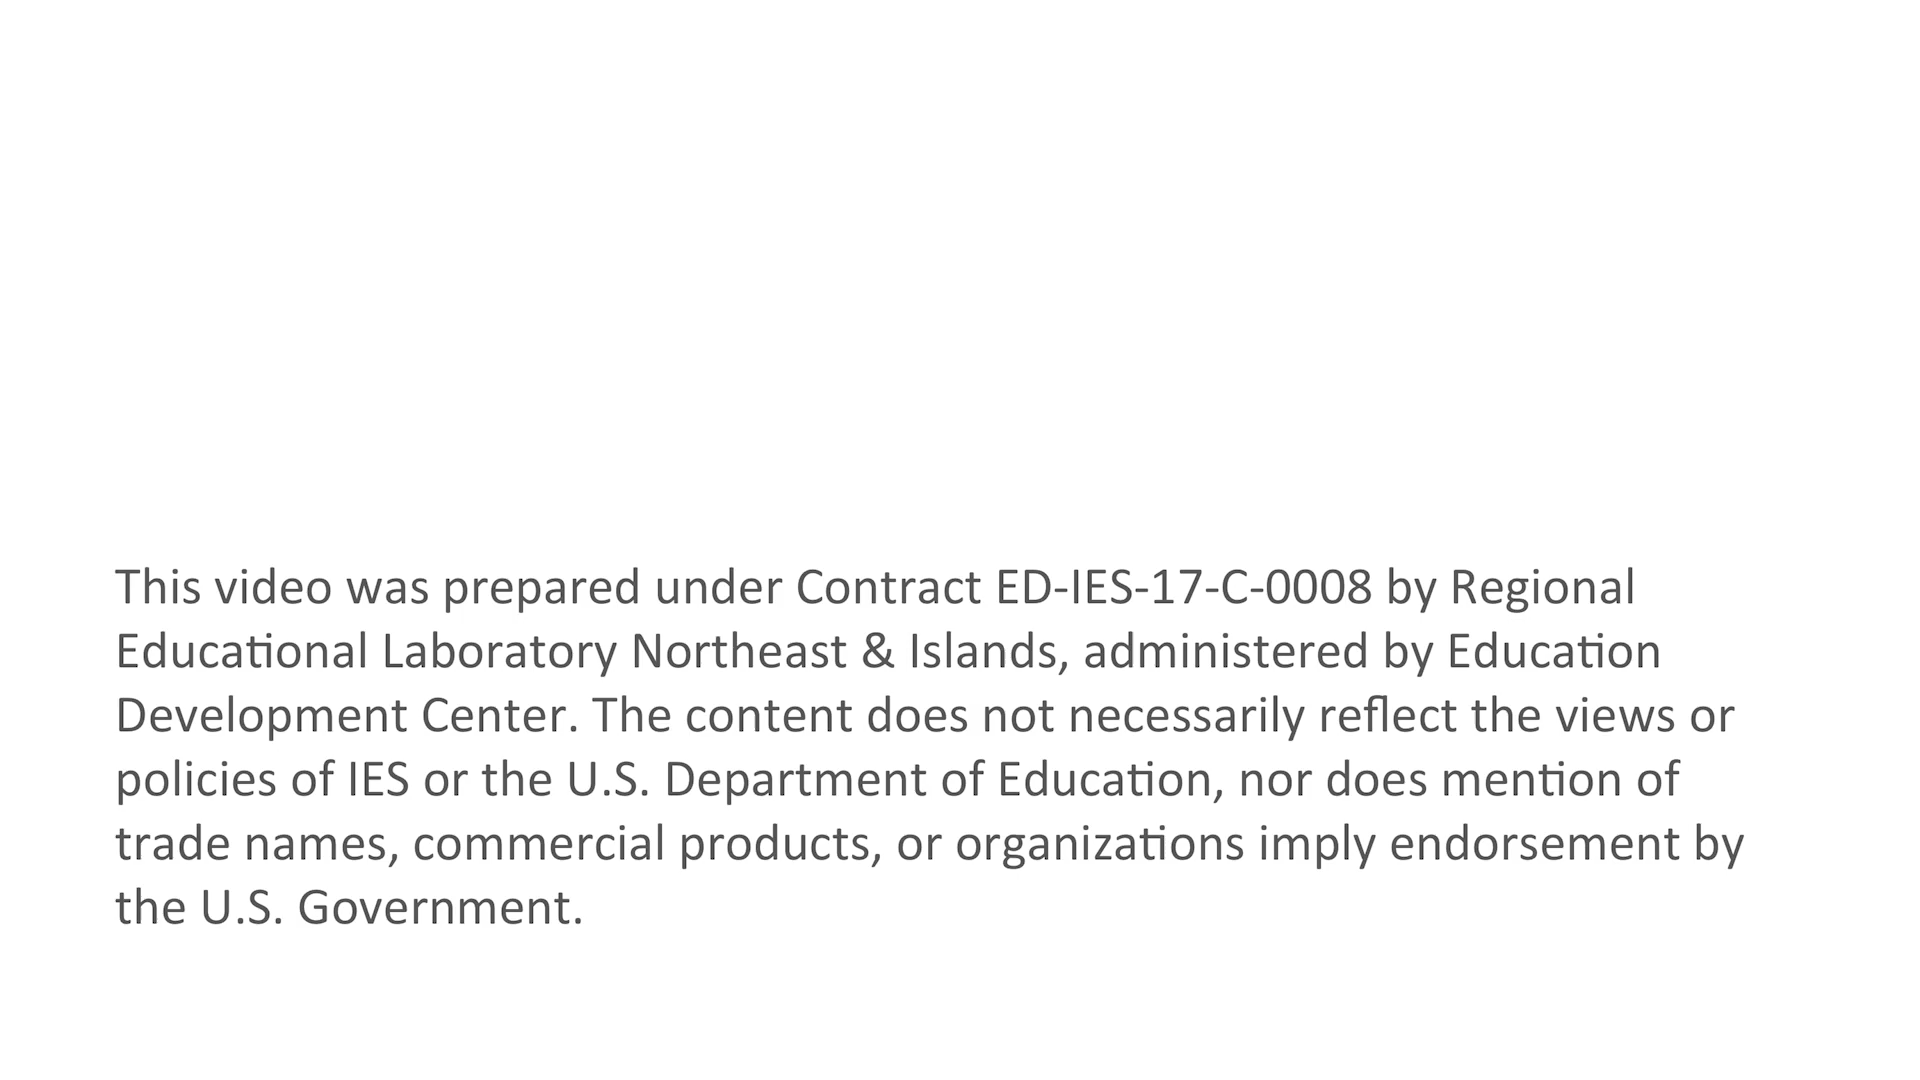 This video was prepared under Contract ED-IES-17-C-0008 by Regional
Educational Laboratory Northeast & Islands, administered by Education
Development Center. The content does not necessarily reflect the views or
policies of IES or the U.S. Department of Education, nor does mention of
trade names, commercial products, or organizations imply endorsement by
the U.S. Government.